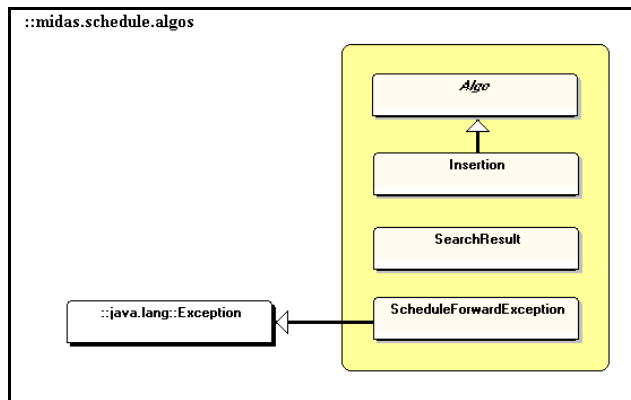 ::midas.schedule.algos
Algo
Insertion
SearchResult
ScheduleForwardException
::java.lang::Exception